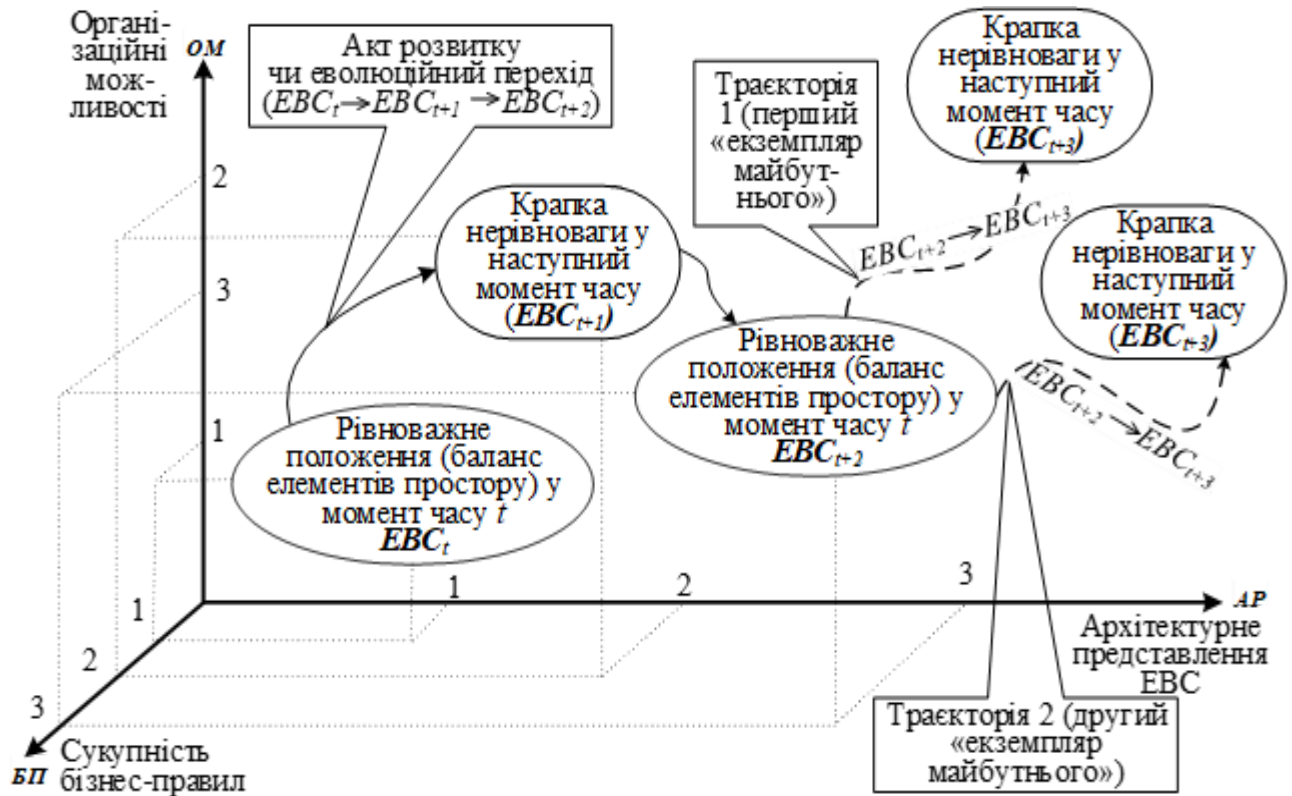 Органі-
заційні
мож-
ливості
ОМ
Акт розвитку
чи еволюційний перехід
(EBCt→EBCt+1 →EBCt+2)
Траєкторія
1 (перший
«екземпляр
майбут-
нього»)
Крапка
нерівноваги у
наступний
момент часу
(EBCt+3)
EBCt+2→EBCt+3
Крапка
нерівноваги у
наступний
момент часу
(EBCt+1)
Крапка
нерівноваги у
наступний
момент часу
(EBCt+3)
2
3
1
Рівноважне
положення (баланс
елементів простору) у
момент часу t
EBCt+2
EBCt+2→EBCt+3
Рівноважне
положення (баланс
елементів простору) у
момент часу t
EBCt
1
2
3
АР
Архітектурне
представлення
ЕВС
1
2
3
БП
Сукупність
бізнес-правил
Траєкторія 2 (другий
«екземпляр
майбутнього»)